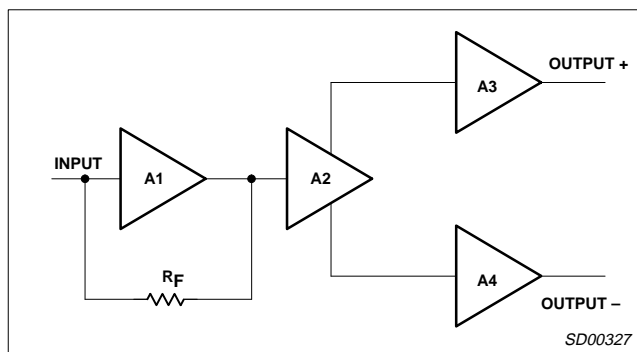 OUTPUT +
A3
INPUT
A1
A2
RF
A4
OUTPUT –
SD00327